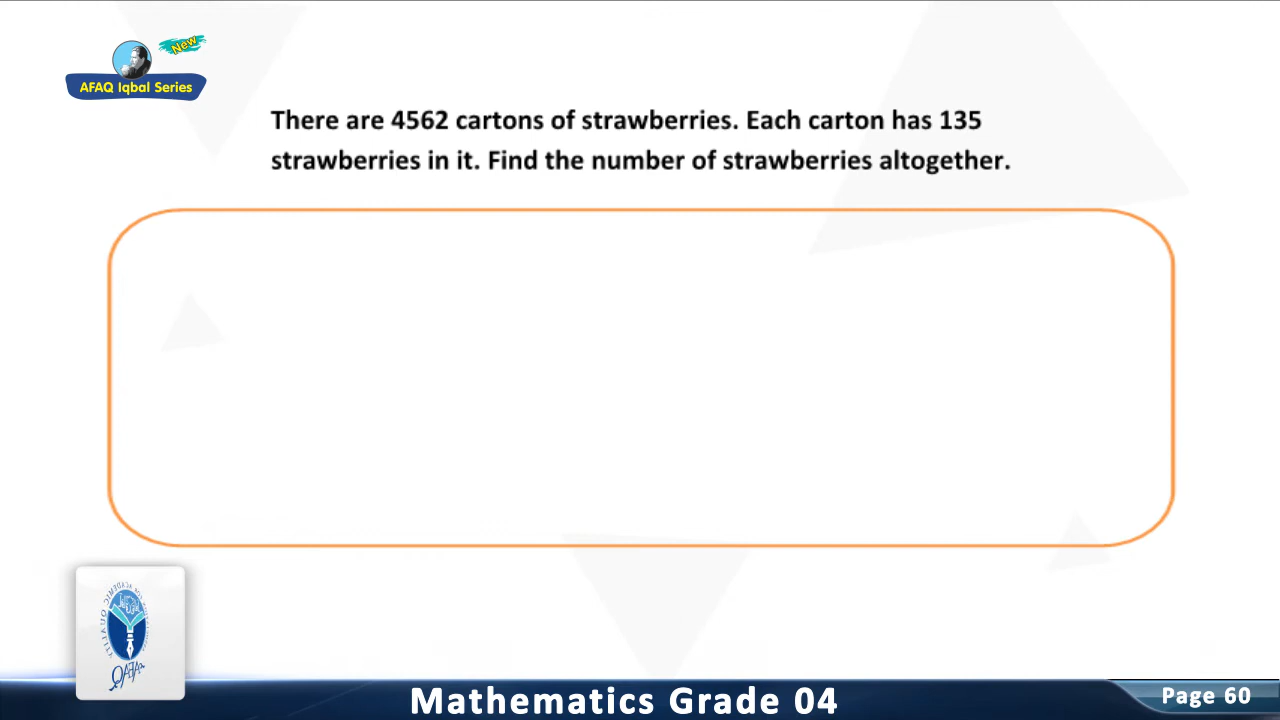 New
AFAQ Iqbal Series
There are 4562 cartons of strawberries. Each carton has 135
strawberries in it. Find the number of strawberries altogether.
AFAQ
Mathematics Grade 04
Page 60